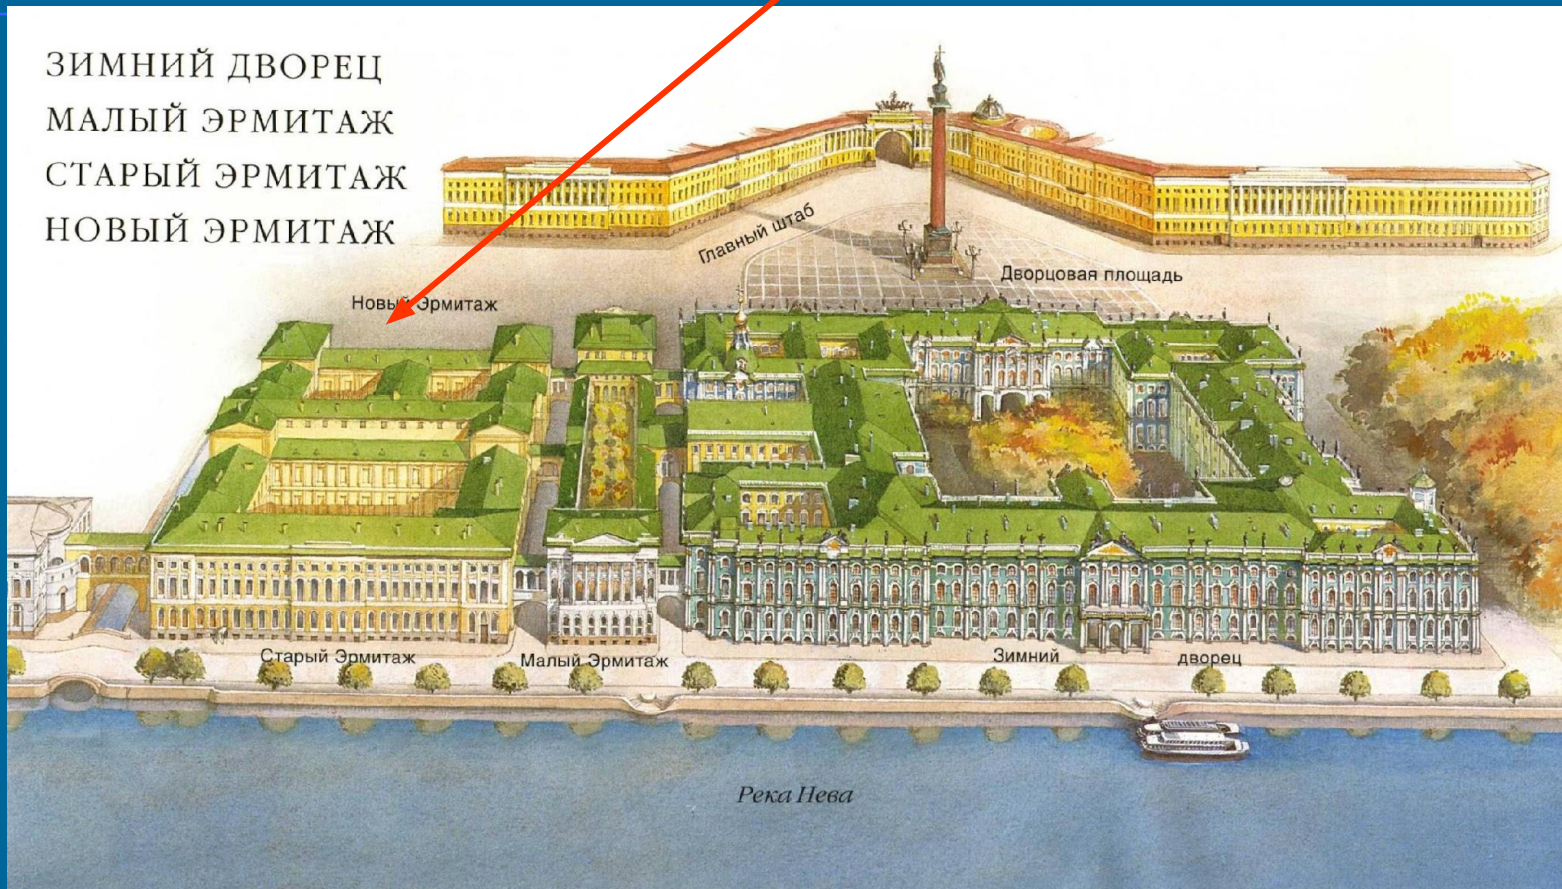 ЗИМНИЙ ДВОРЕЦ
МАЛЫЙ ЭРМИТАЖ
СТАРЫЙ ЭРМИТАЖ
НОВЫЙ ЭРМИТАЖ
Главный штаб
Дворцовая площадь
Новый Эрмитаж
Старый Эрмитаж
Малый Эрмитаж
Зимний дворец
Река Нева